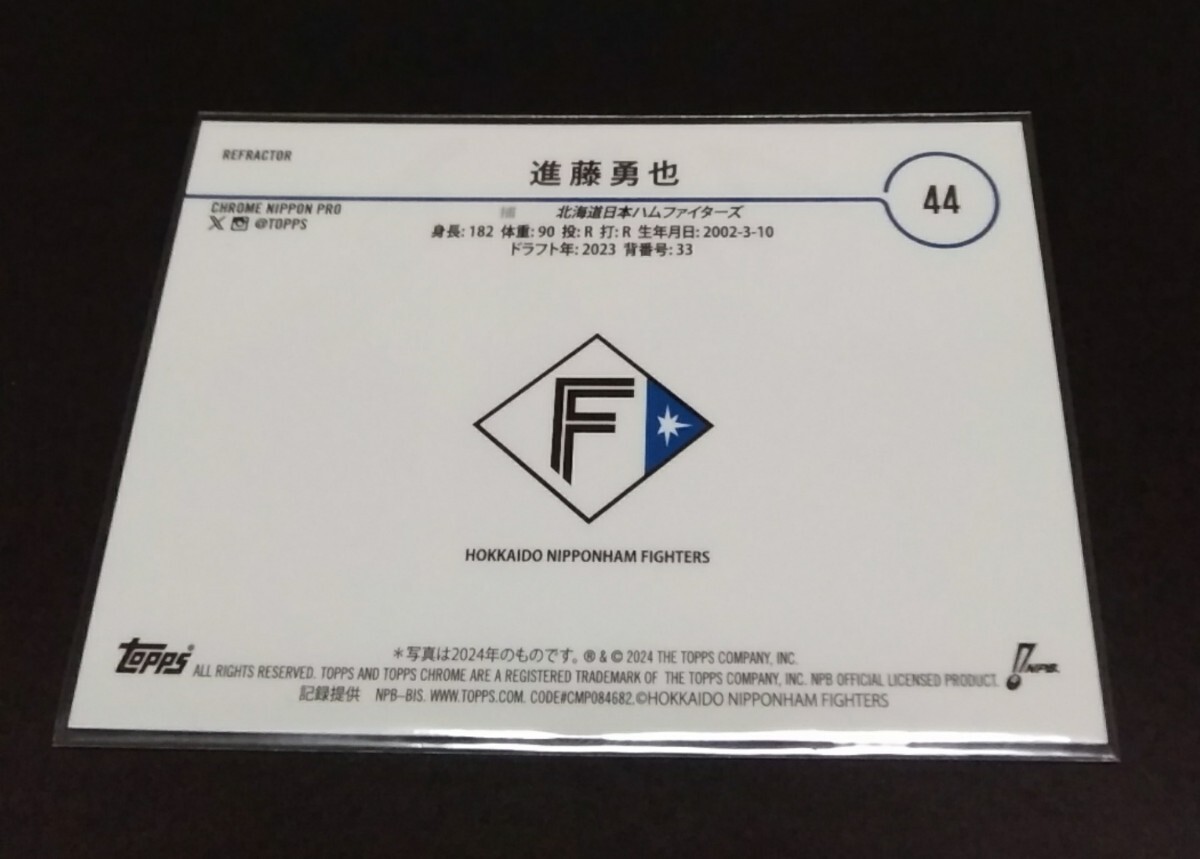 REFRACTOR
進藤勇也
44
CHROME NIPPON PRO
@TOPPS
北海道日本ハムファイターズ
身長: 182 体重: 90 投: R 打: R 生年月日: 2002-3-10
ドラフト年: 2023 背番号: 33
F
HOKKAIDO NIPPONHAM FIGHTERS
topps®
*写真は2024年のものです。 ® & © 2024 THE TOPPS COMPANY, INC.
ALL RIGHTS RESERVED. TOPPS AND TOPPS CHROME ARE A REGISTERED TRADEMARK OF THE TOPPS COMPANY, INC. NPB OFFICIAL LICENSED PRODUCT.
NPB
記録提供 NPB-BIS. WWW.TOPPS.COM. CODE#CMP084682.©HOKKAIDO NIPPONHAM FIGHTERS